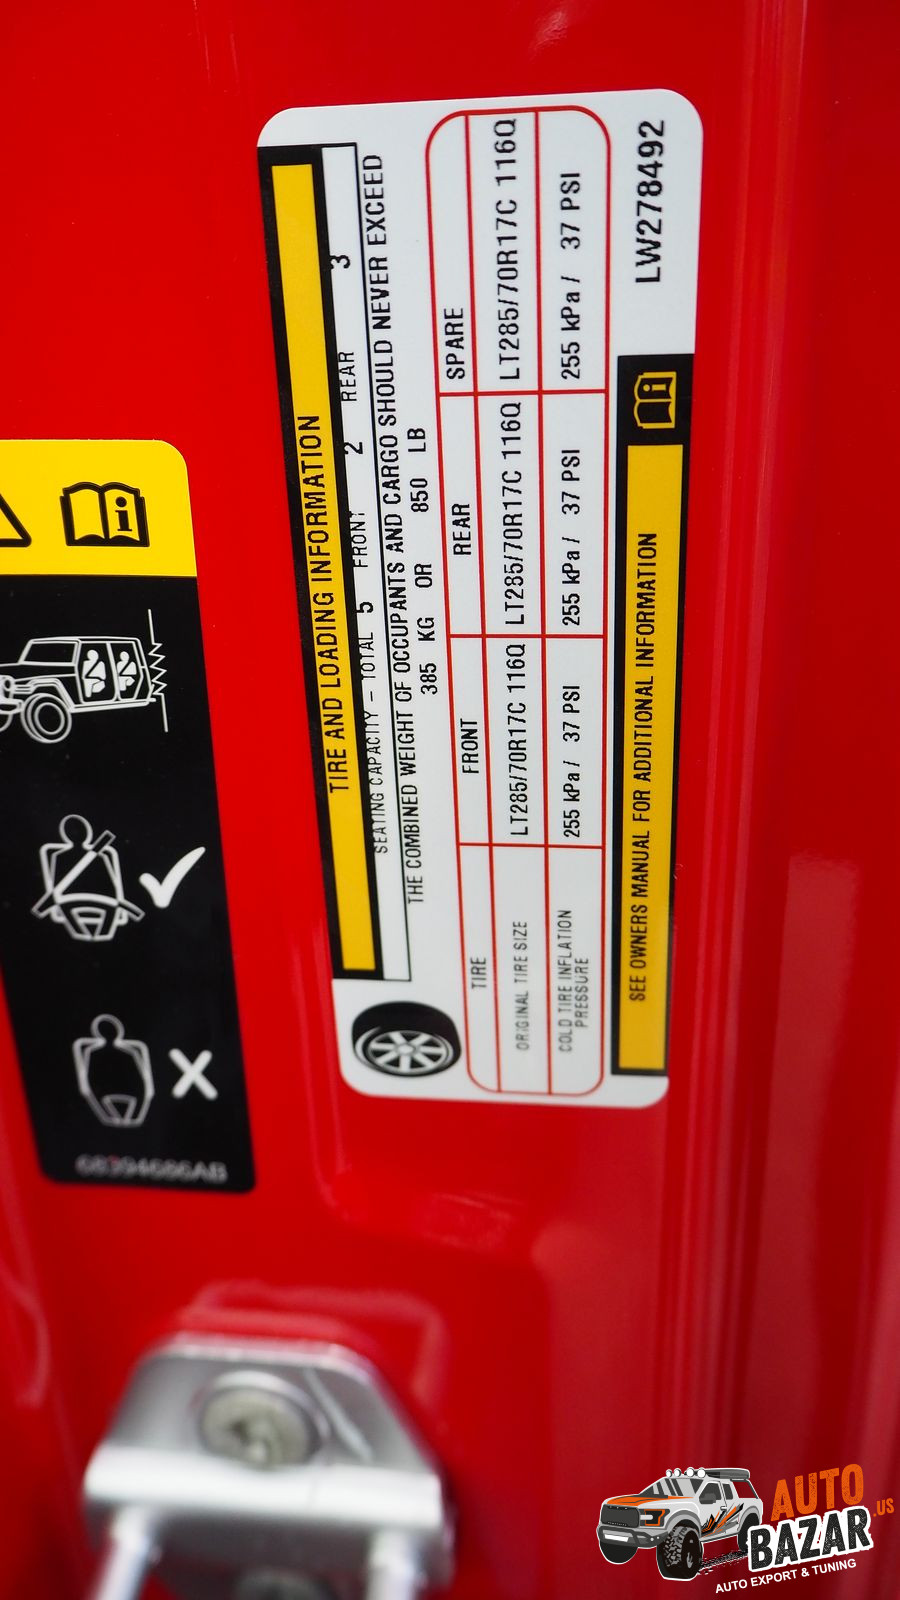 TIRE AND LOADING INFORMATION
SEATING CAPACITY - TOTAL 5 FRONT 2 REAR 3
THE COMBINED WEIGHT OF OCCUPANTS AND CARGO SHOULD NEVER EXCEED
385 KG OR 850 LB
TIRE FRONT REAR SPARE
ORIGINAL TIRE SIZE LT285/70R17C 116Q LT285/70R17C 116Q LT285/70R17C 116Q
COLD TIRE INFLATION
PRESSURE 255 kPa / 37 PSI 255 kPa / 37 PSI 255 kPa / 37 PSI
SEE OWNERS MANUAL FOR ADDITIONAL INFORMATION
LW278492
68394686AB
AUTO
BAZAR.US
AUTO EXPORT & TUNING